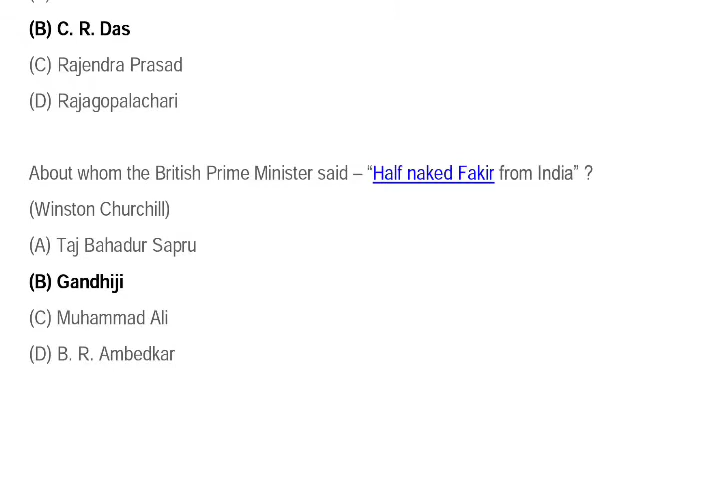 (B) C. R. Das
(C) Rajendra Prasad
(D) Rajagopalachari
About whom the British Prime Minister said – “Half naked Fakir from India” ?
(Winston Churchill)
(A) Taj Bahadur Sapru
(B) Gandhiji
(C) Muhammad Ali
(D) B. R. Ambedkar